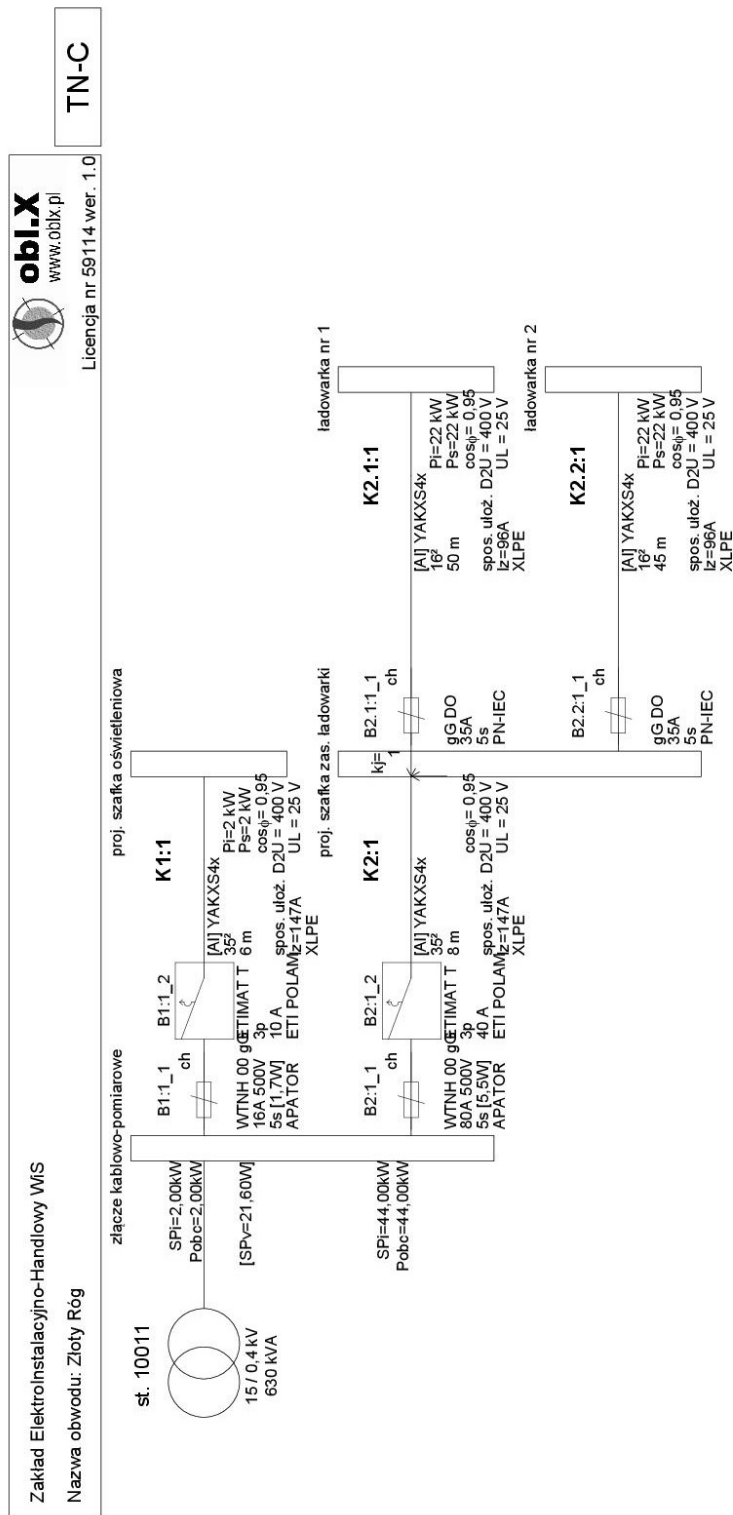 Zakład ElektroInstalacyjno-Handlowy WiS
Nazwa obwodu: Złoty Róg
obl.X
www.oblx.pl
Licencja nr 59114 wer. 1.0
TN-C
st. 10011
15 / 0,4 kV
630 kVA
złącze kablowo-pomiarowe
SPi=2,00kW
Pobc=2,00kW
[SPv=21,60W]
SPi=44,00kW
Pobc=44,00kW
B1:1_1
ch
WTNH 00 gG
16A 500V
5s [1,7W]
APATOR
B1:1_2
ETIMAT T
3p
10 A
ETI POLAM
K1:1
[Al] YAKXS4x
35²
6 m
spos. ułoż. D2
Iz=147A
XLPE
Pi=2 kW
Ps=2 kW
cosϕ= 0,95
U = 400 V
UL = 25 V
proj. szafka oświetleniowa
B2:1_1
ch
WTNH 00 gG
80A 500V
5s [5,5W]
APATOR
B2:1_2
ETIMAT T
3p
40 A
ETI POLAM
K2:1
[Al] YAKXS4x
35²
8 m
spos. ułoż. D2
Iz=147A
XLPE
cosϕ= 0,95
U = 400 V
UL = 25 V
proj. szafka zas. ładowarki
kj=
1
B2.1:1_1
ch
gG DO
35A
5s
PN-IEC
K2.1:1
[Al] YAKXS4x
16²
50 m
spos. ułoż. D2
Iz=96A
XLPE
Pi=22 kW
Ps=22 kW
cosϕ= 0,95
U = 400 V
UL = 25 V
ładowarka nr 1
B2.2:1_1
ch
gG DO
35A
5s
PN-IEC
K2.2:1
[Al] YAKXS4x
16²
45 m
spos. ułoż. D2
Iz=96A
XLPE
Pi=22 kW
Ps=22 kW
cosϕ= 0,95
U = 400 V
UL = 25 V
ładowarka nr 2